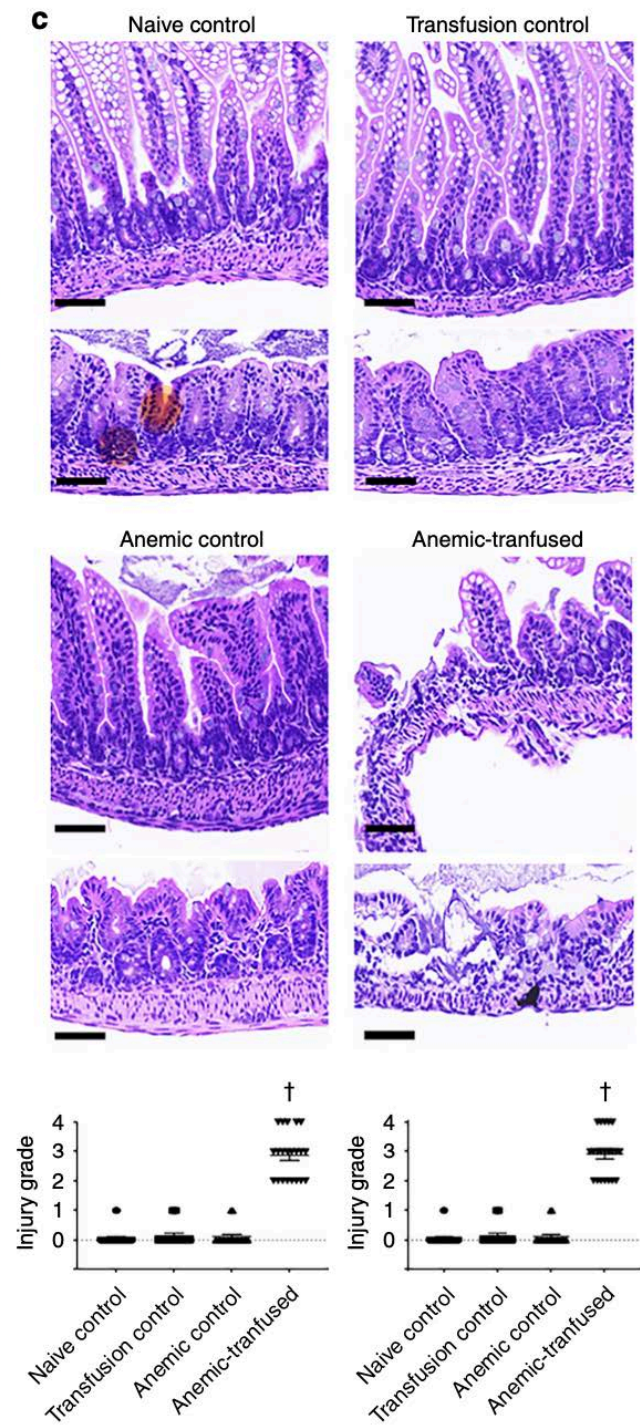 c
Naive control
Transfusion control
Anemic control
Anemic-tranfused
†
†
4
3
2
1
0
Injury grade
4
3
2
1
0
Injury grade
Naive control
Transfusion control
Anemic control
Anemic-tranfused
Naive control
Transfusion control
Anemic control
Anemic-tranfused